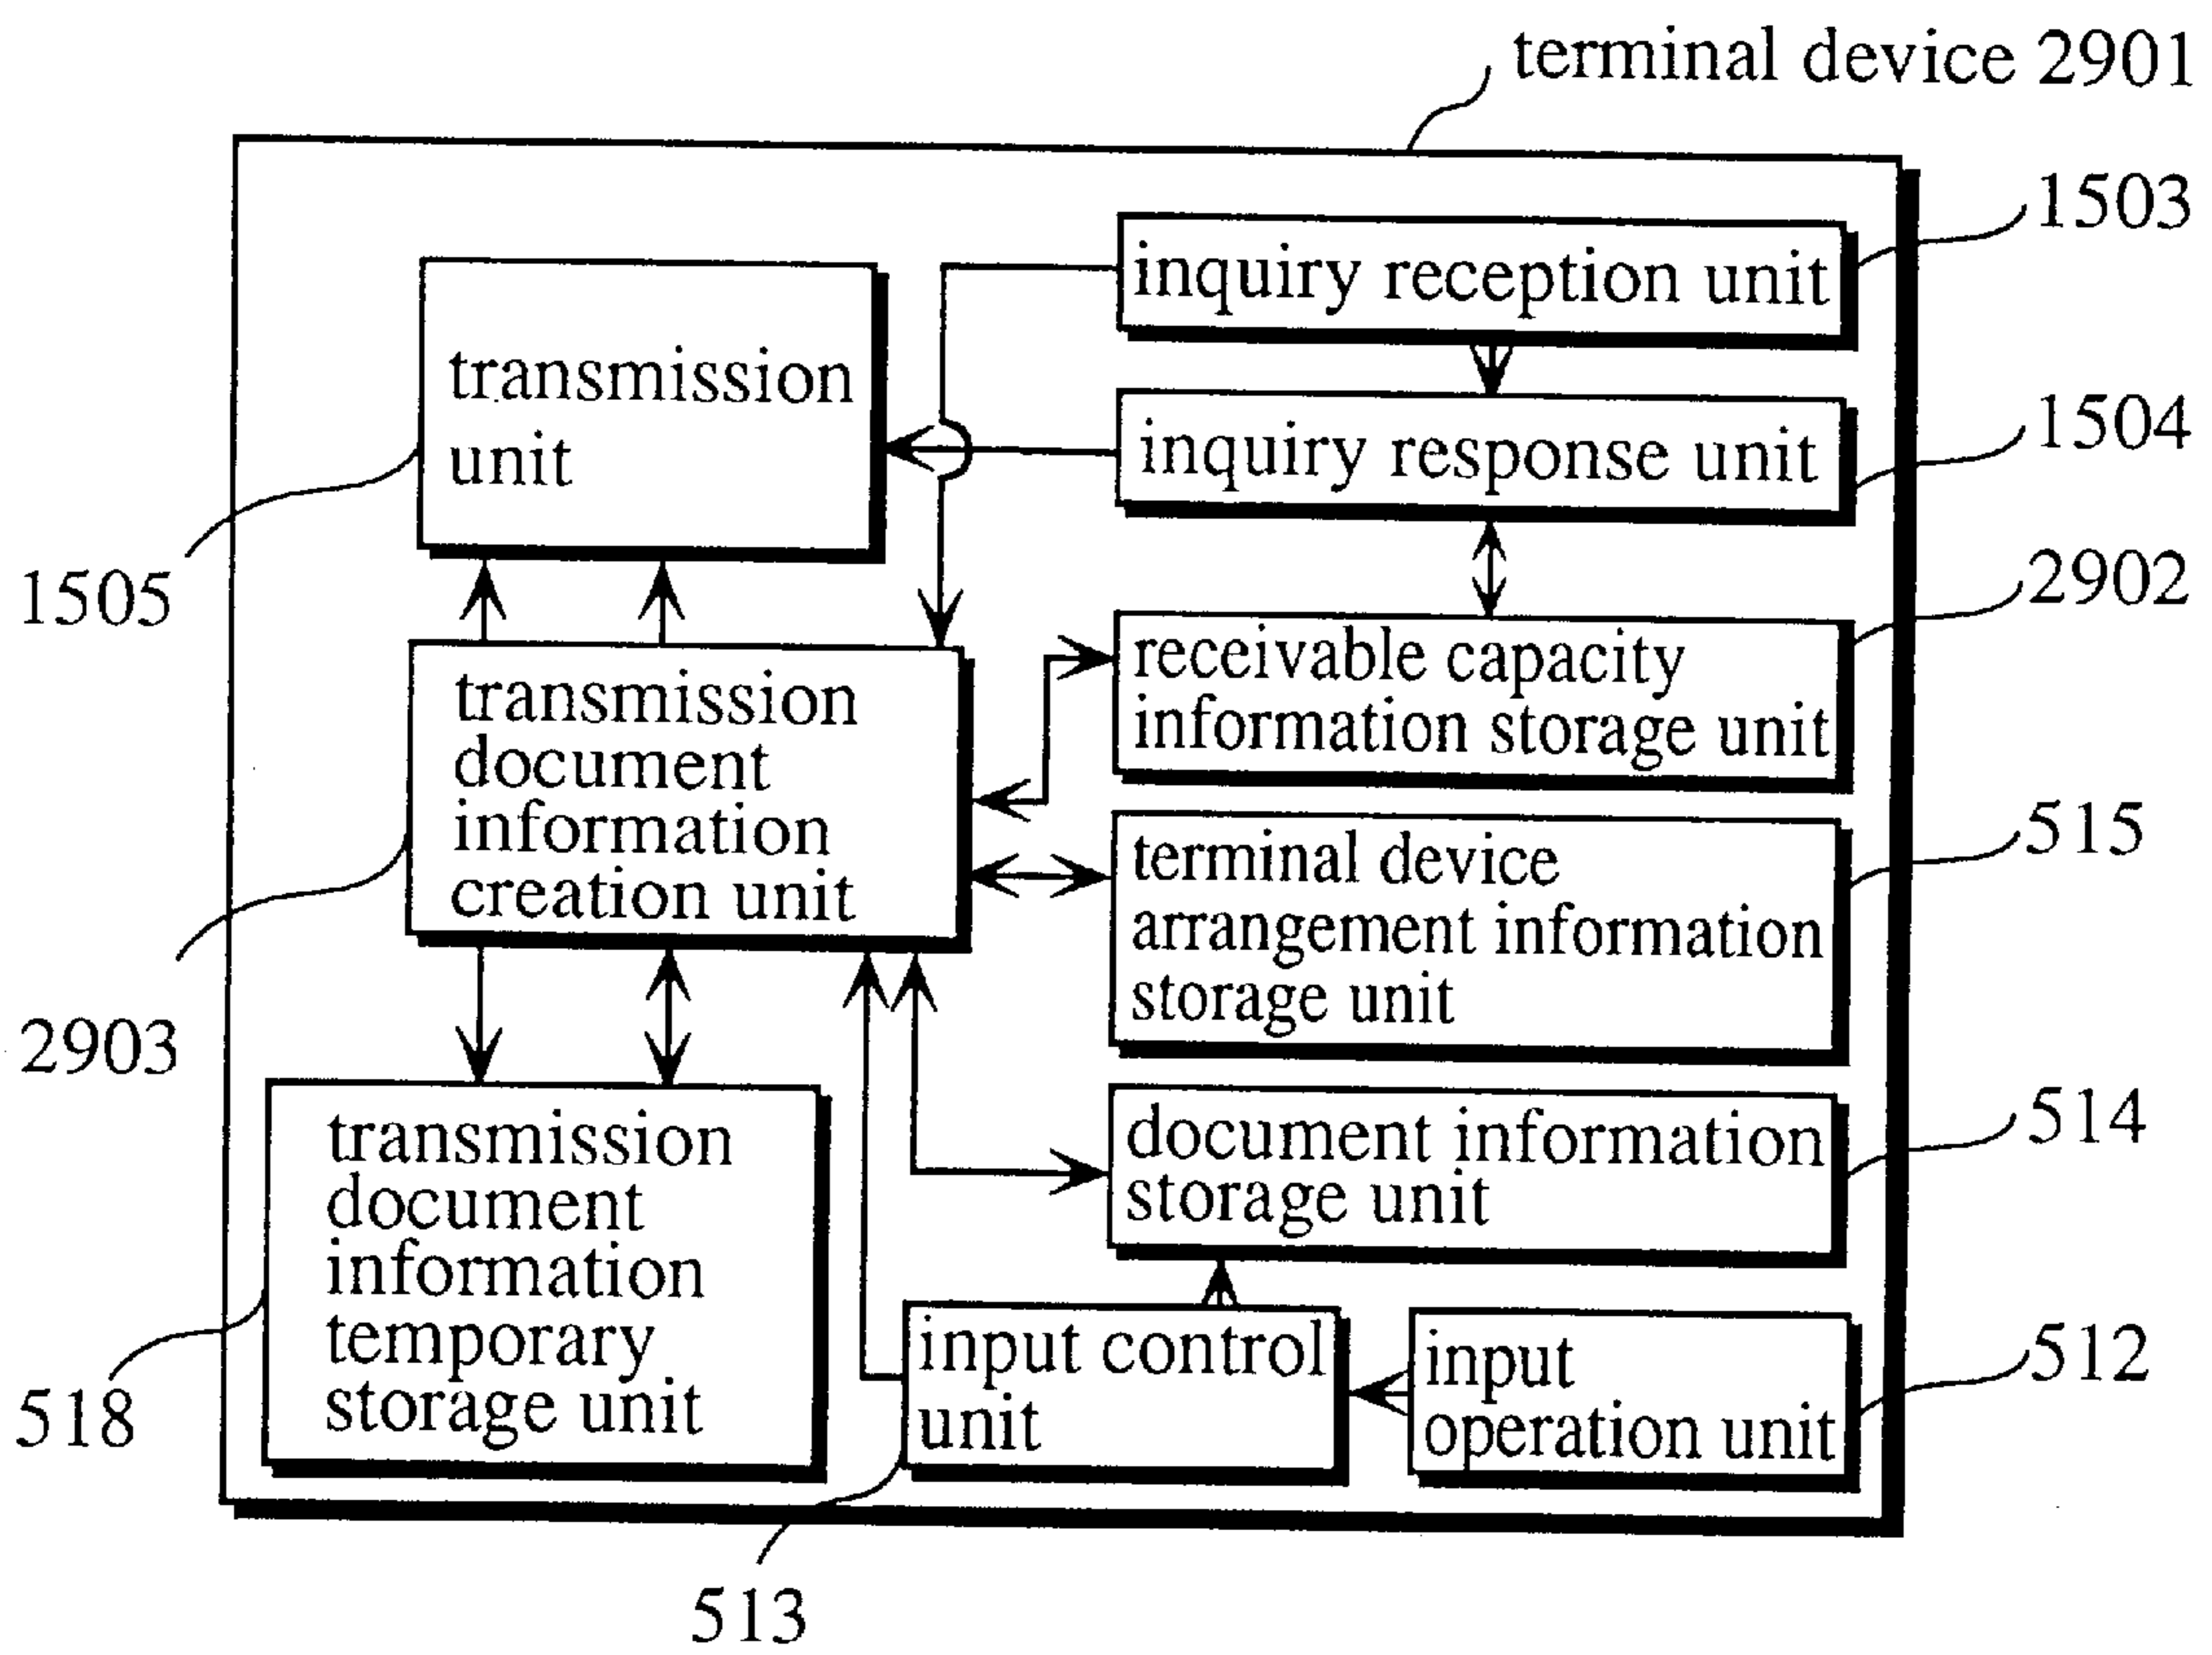 terminal device 2901
1503
inquiry reception unit
transmission
unit
1504
inquiry response unit
1505
2902
receivable capacity
information storage unit
transmission
document
information
creation unit
515
terminal device
arrangement information
storage unit
2903
514
document information
storage unit
transmission
document
information
temporary
storage unit
input control
unit
512
input
operation unit
518
513